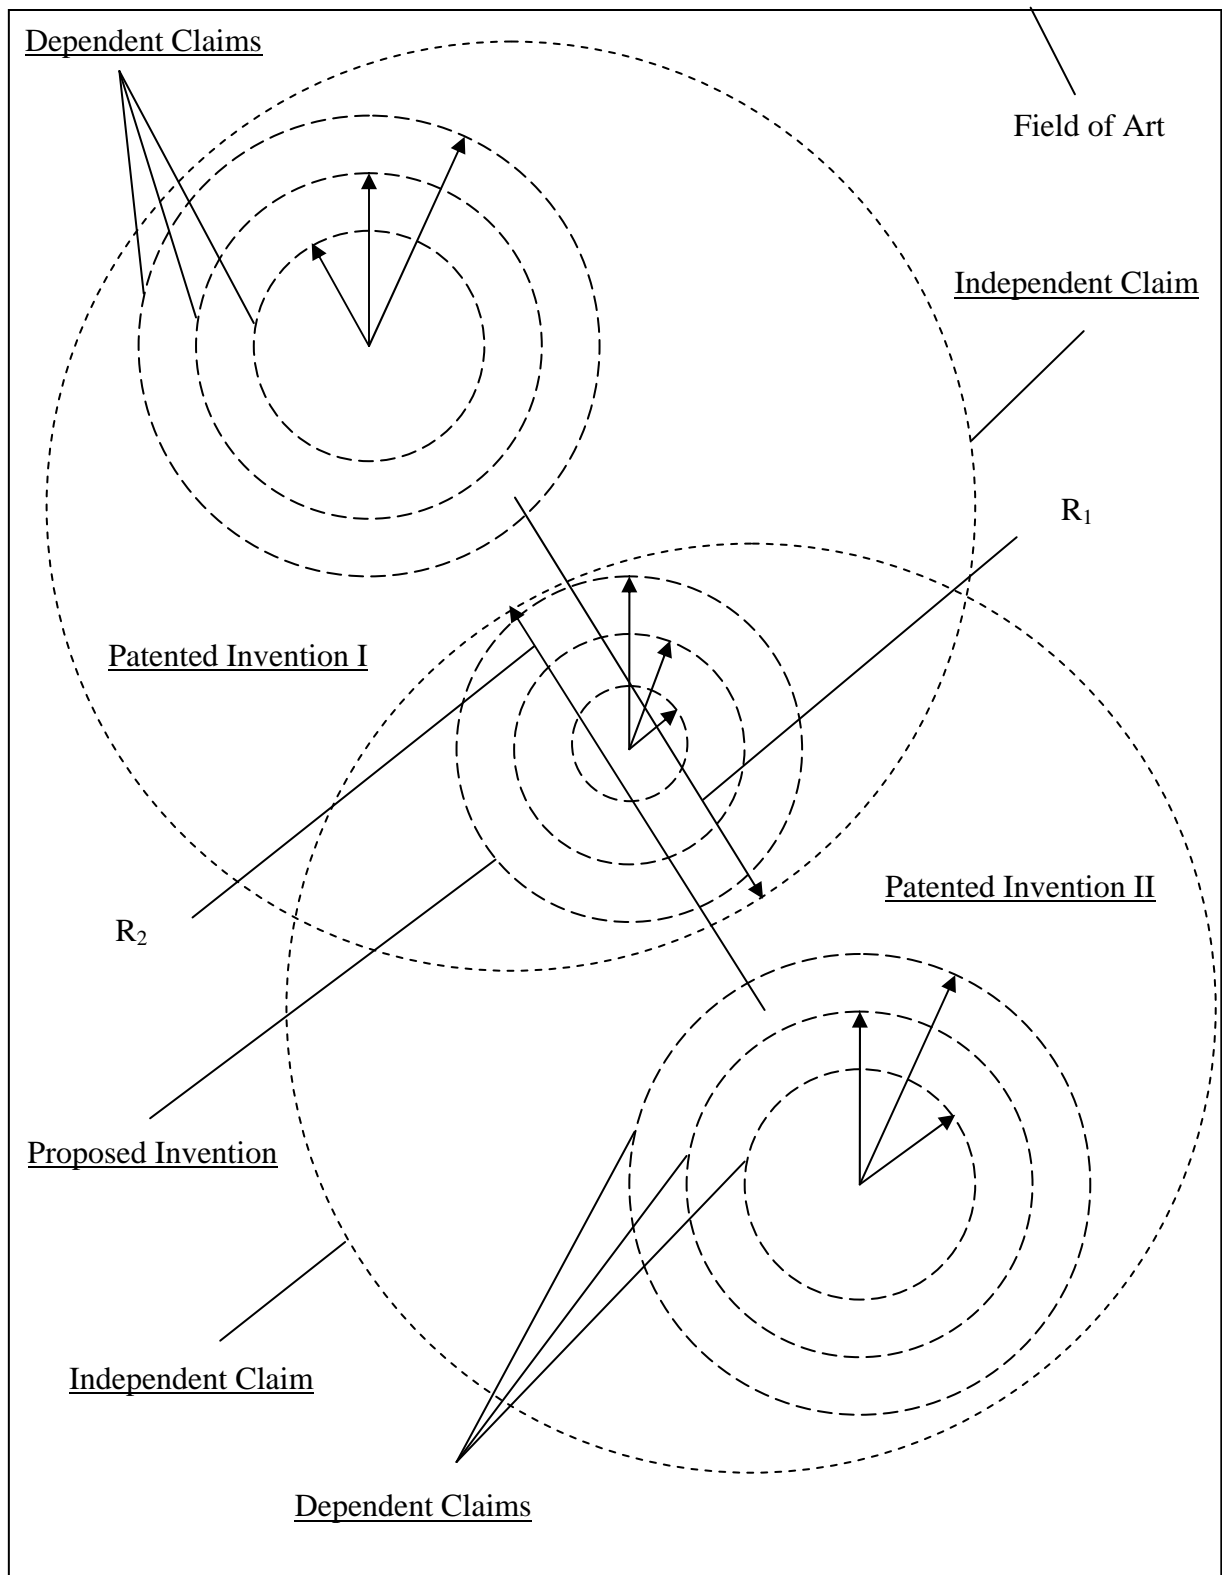 Dependent Claims
Field of Art
Independent Claim
R₁
Patented Invention I
Patented Invention II
R₂
Proposed Invention
Independent Claim
Dependent Claims